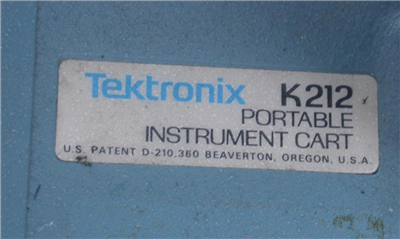 Tektronix K212
PORTABLE
INSTRUMENT CART
U.S. PATENT D-210,360 BEAVERTON, OREGON, U.S.A.